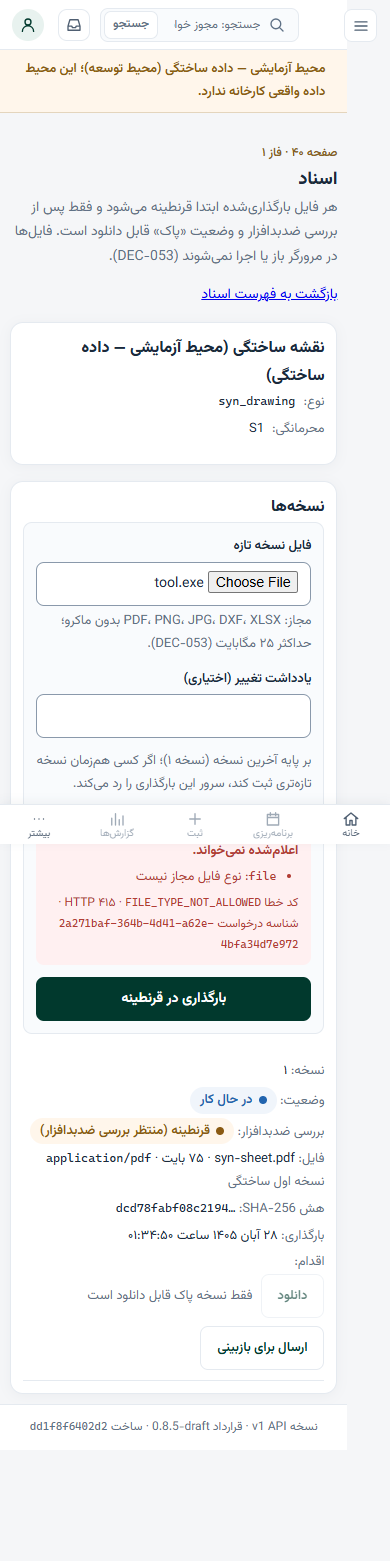 جستجو: مجوز خوا
جستجو
محیط آزمایشی — داده ساختگی (محیط توسعه)؛ این محیط
داده واقعی کارخانه ندارد.
صفحه ۴۰ · فاز ۱
اسناد
هر فایل بارگذاری‌شده ابتدا قرنطینه می‌شود و فقط پس از
بررسی ضدبدافزار و وضعیت «پاک» قابل دانلود است. فایل‌ها
در مرورگر باز یا اجرا نمی‌شوند (DEC-053).
بازگشت به فهرست اسناد
نقشه ساختگی (محیط آزمایشی — داده
ساختگی)
نوع: syn_drawing
محرمانگی: S1
نسخه‌ها
فایل نسخه تازه
Choose File tool.exe
مجاز: PDF، PNG، JPG، DXF، XLSX بدون ماکرو؛
حداکثر ۲۵ مگابایت (DEC-053).
یادداشت تغییر (اختیاری)
بر پایه آخرین نسخه (نسخه ۱)؛ اگر کسی هم‌زمان نسخه
تازه‌تری ثبت کند، سرور این بارگذاری را رد می‌کند.
خانه
برنامه‌ریزی
ثبت
گزارش‌ها
بیشتر
اعلام‌شده نمی‌خواند.
file: نوع فایل مجاز نیست
کد خطا FILE_TYPE_NOT_ALLOWED · HTTP ۴۱۵ ·
شناسه درخواست 2a271baf-364b-4d41-a62e-
4bfa34d7e972
بارگذاری در قرنطینه
نسخه: ۱
وضعیت: در حال کار
بررسی ضدبدافزار: قرنطینه (منتظر بررسی ضدبدافزار)
فایل: syn-sheet.pdf · ۷۵ بایت · application/pdf
نسخه اول ساختگی
هش SHA-256: dcd78fabf08c2194…
بارگذاری: ۲۸ آبان ۱۴۰۵ ساعت ۰۱:۳۴:۵۰
اقدام:
دانلود فقط نسخه پاک قابل دانلود است
ارسال برای بازبینی
نسخه API v1 · قرارداد 0.8.5-draft · ساخت dd1f8f6402d2